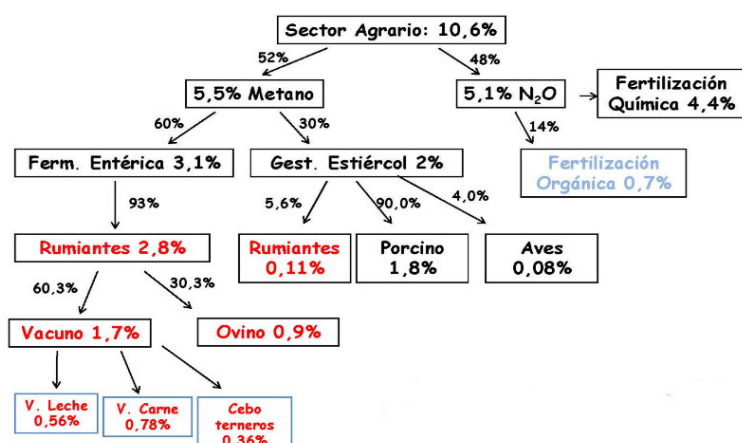 Sector Agrario: 10,6%
52%
48%
5,5% Metano
5,1% N₂O
Fertilización
Química 4,4%
60%
30%
14%
Ferm. Entérica 3,1%
Gest. Estiércol 2%
Fertilización
Orgánica 0,7%
93%
5,6%
90,0%
4,0%
Rumiantes 2,8%
Rumiantes
0,11%
Porcino
1,8%
Aves
0,08%
60,3%
30,3%
Vacuno 1,7%
Ovino 0,9%
V. Leche
0,56%
V. Carne
0,78%
Cebo
terneros
0,36%